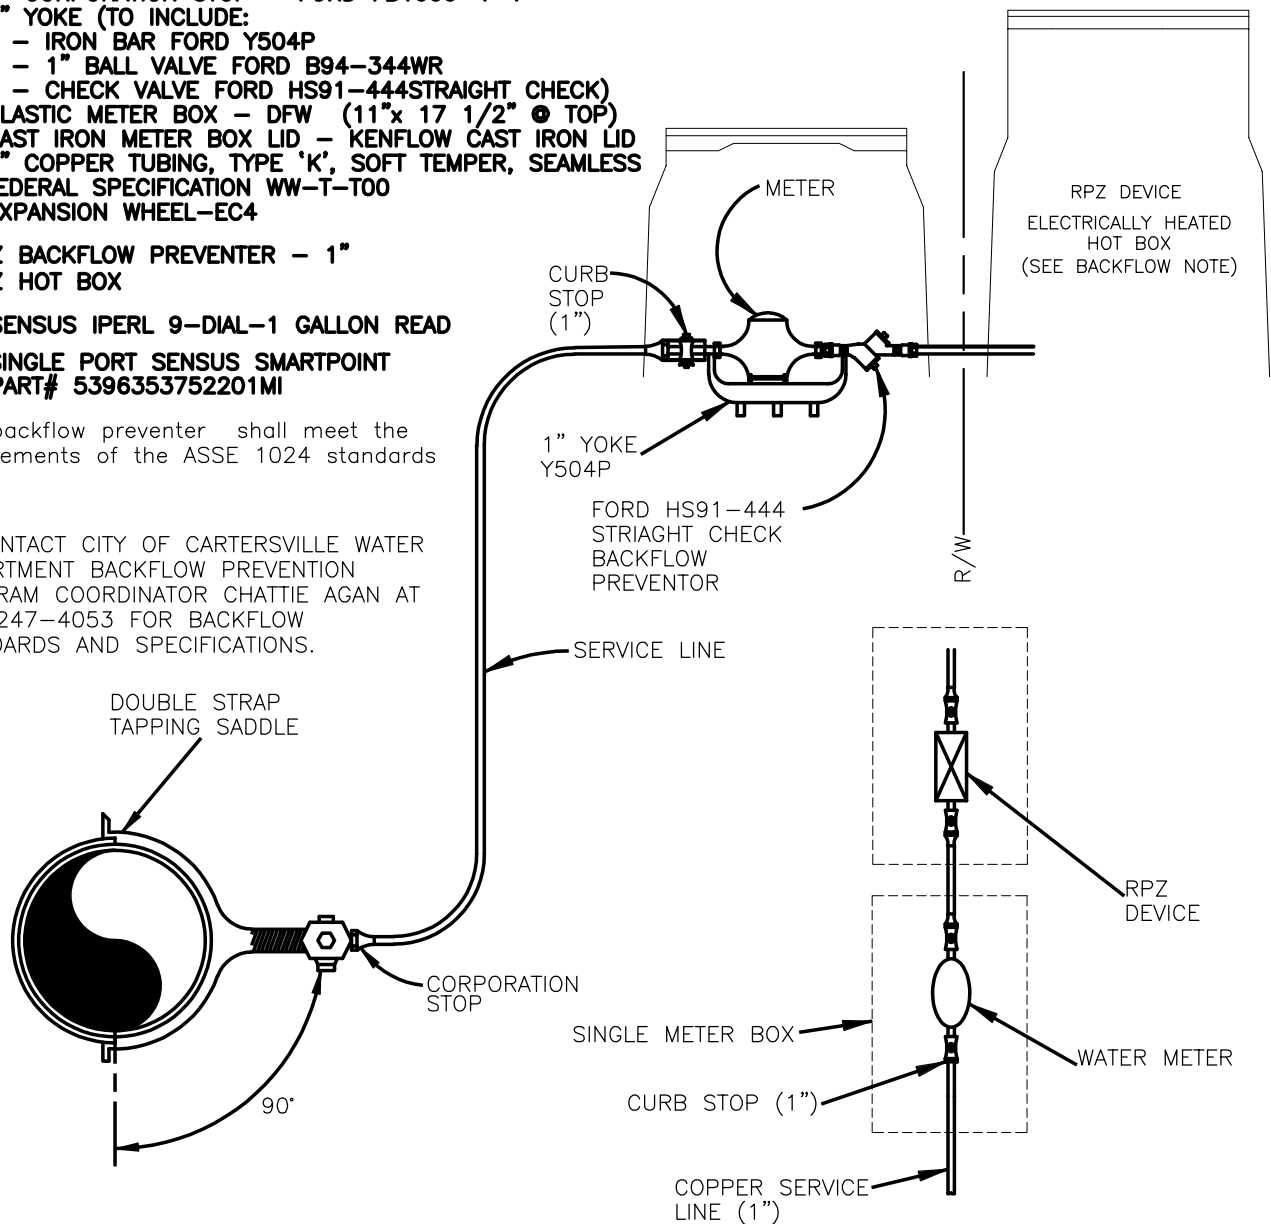 " YOKE (TO INCLUDE:
– IRON BAR FORD Y504P
– 1" BALL VALVE FORD B94–344WR
– CHECK VALVE FORD HS91–444STRAIGHT CHECK)
LASTIC METER BOX – DFW (11"x 17 1/2" @ TOP)
AST IRON METER BOX LID – KENFLOW CAST IRON LID
" COPPER TUBING, TYPE 'K', SOFT TEMPER, SEAMLESS
EDERAL SPECIFICATION WW–T–T00
XPANSION WHEEL–EC4
Z BACKFLOW PREVENTER – 1"
Z HOT BOX
SENSUS IPERL 9–DIAL–1 GALLON READ
SINGLE PORT SENSUS SMARTPOINT
PART# 5396353752201MI
backflow preventer shall meet the
ements of the ASSE 1024 standards
NTACT CITY OF CARTERSVILLE WATER
RTMENT BACKFLOW PREVENTION
RAM COORDINATOR CHATTIE AGAN AT
247–4053 FOR BACKFLOW
DARDS AND SPECIFICATIONS.
METER
RPZ DEVICE
ELECTRICALLY HEATED
HOT BOX
(SEE BACKFLOW NOTE)
CURB
STOP
(1")
1" YOKE
Y504P
FORD HS91–444
STRIAGHT CHECK
BACKFLOW
PREVENTOR
R/W
SERVICE LINE
DOUBLE STRAP
TAPPING SADDLE
CORPORATION
STOP
90°
RPZ
DEVICE
SINGLE METER BOX
WATER METER
CURB STOP (1")
COPPER SERVICE
LINE (1")